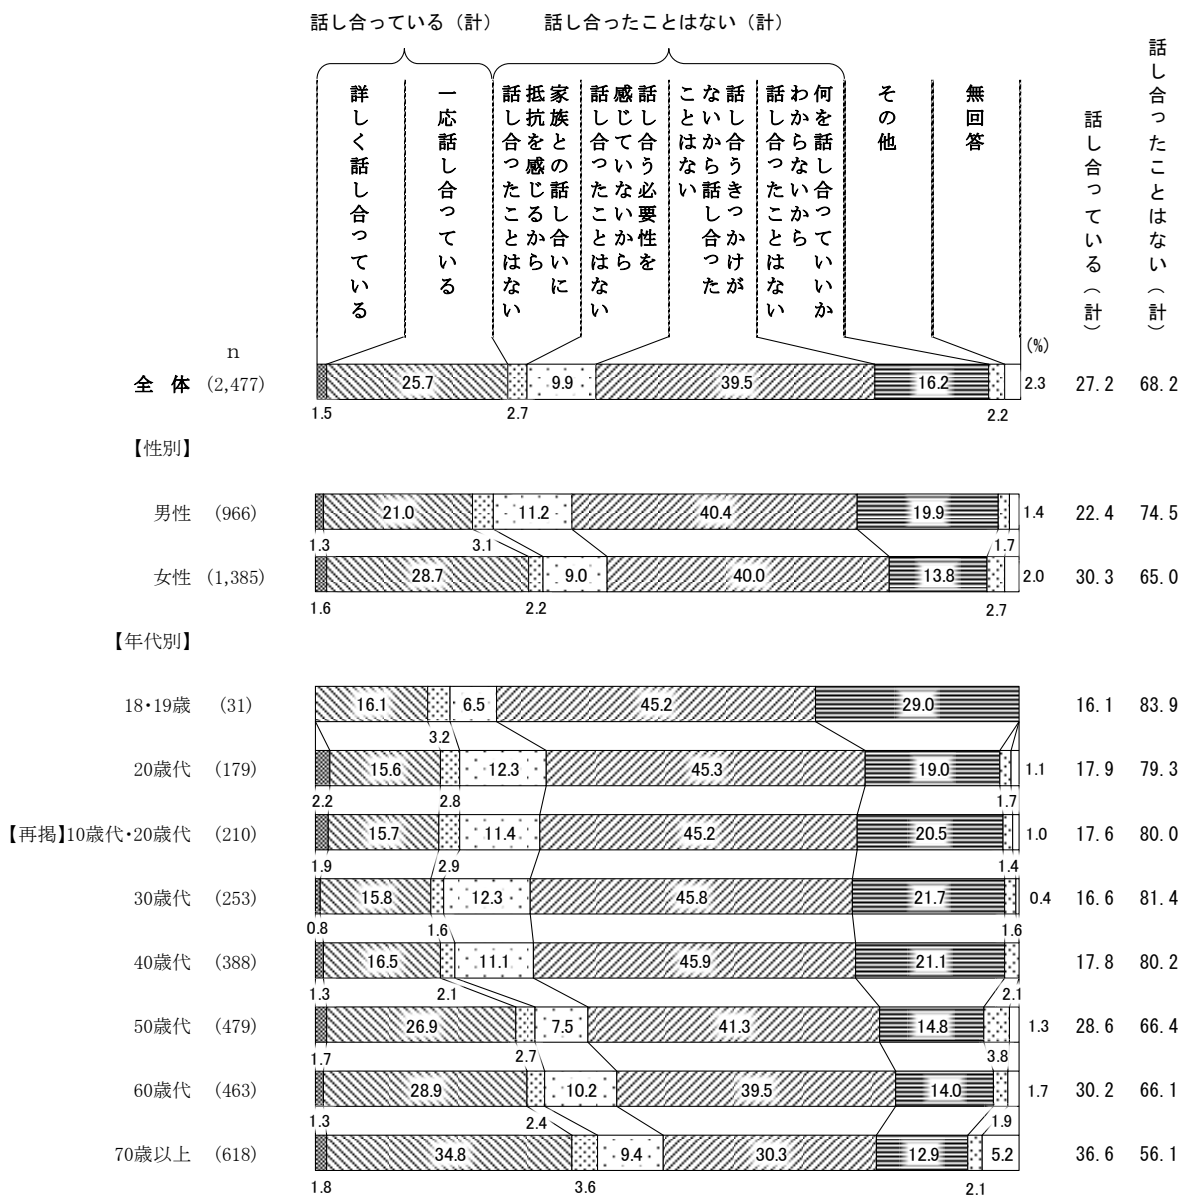 話し合っている（計）
話し合ったことはない（計）
詳しく話し合っている
一応話し合っている
家族との話し合いに
抵抗を感じるから
話し合ったことはない
話し合う必要性を
感じていないから
話し合ったことはない
話し合うきっかけが
ないから話し合った
ことはない
何を話し合っていいか
わからないから
話し合ったことはない
その他
無回答
話し合っている（計）
話し合ったことはない（計）
(%)
n
全 体 (2,477) 25.7 9.9 39.5 16.2 2.3 27.2 68.2
1.5 2.7 2.2
【性別】
男性 (966) 21.0 11.2 40.4 19.9 1.4 22.4 74.5
1.3 3.1 1.7
女性 (1,385) 28.7 9.0 40.0 13.8 2.0 30.3 65.0
1.6 2.2 2.7
【年代別】
18・19歳 (31) 16.1 6.5 45.2 29.0 16.1 83.9
3.2
20歳代 (179) 15.6 12.3 45.3 19.0 1.1 17.9 79.3
2.2 2.8 1.7
【再掲】10歳代・20歳代 (210) 15.7 11.4 45.2 20.5 1.0 17.6 80.0
1.9 2.9 1.4
30歳代 (253) 15.8 12.3 45.8 21.7 0.4 16.6 81.4
0.8 1.6 1.6
40歳代 (388) 16.5 11.1 45.9 21.1 17.8 80.2
1.3 2.1 2.1
50歳代 (479) 26.9 7.5 41.3 14.8 1.3 28.6 66.4
1.7 2.7 3.8
60歳代 (463) 28.9 10.2 39.5 14.0 1.7 30.2 66.1
1.3 2.4 1.9
70歳以上 (618) 34.8 9.4 30.3 12.9 5.2 36.6 56.1
1.8 3.6 2.1